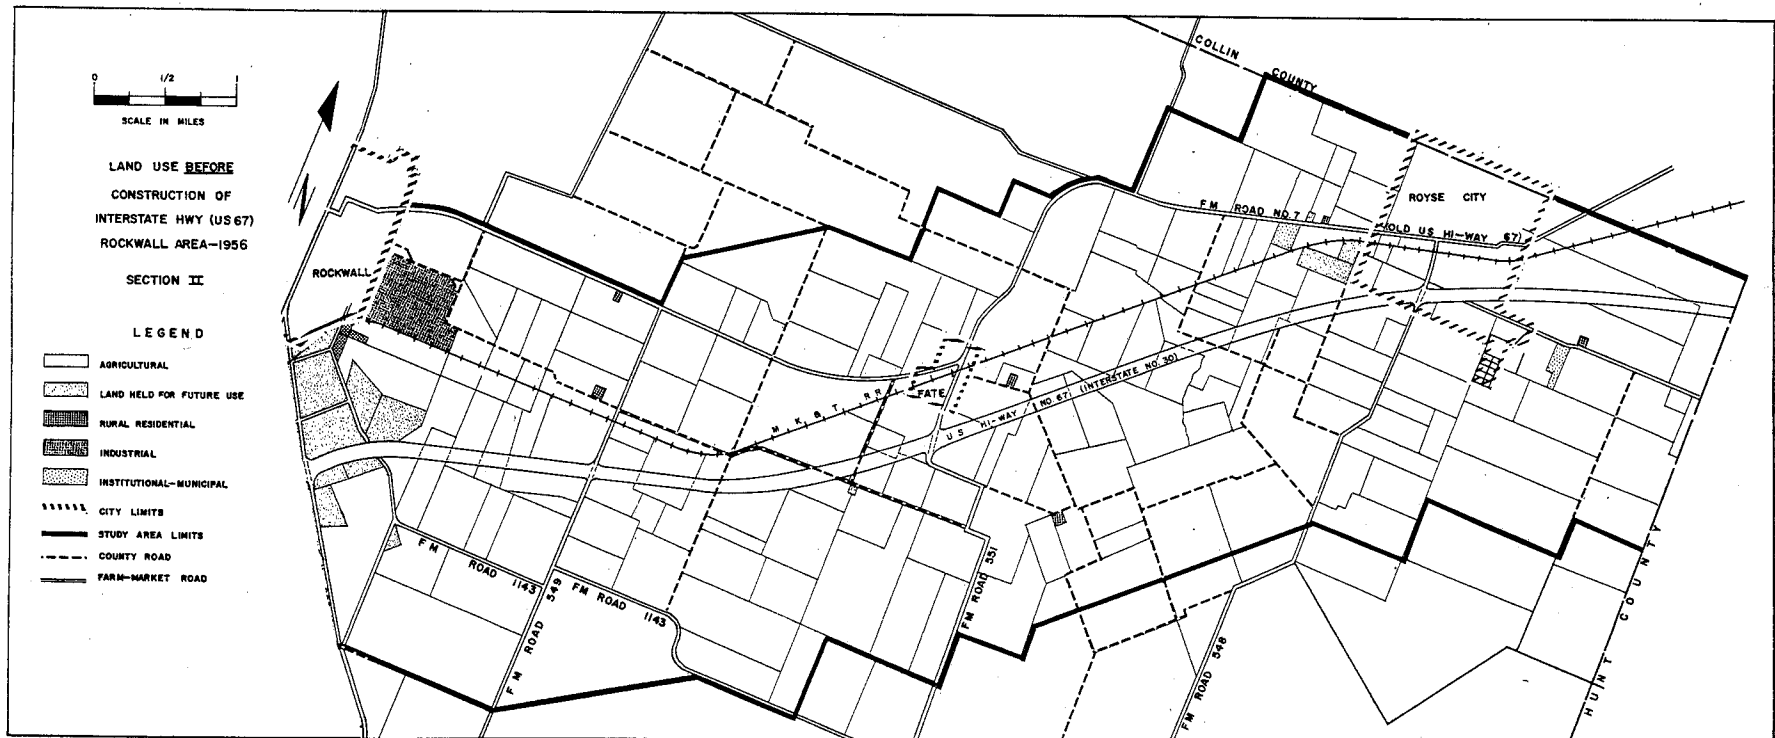 0 1/2 1
SCALE IN MILES
N
LAND USE BEFORE
CONSTRUCTION OF
INTERSTATE HWY (US 67)
ROCKWALL AREA-1956
SECTION II
LEGEND
AGRICULTURAL
LAND HELD FOR FUTURE USE
RURAL RESIDENTIAL
INDUSTRIAL
INSTITUTIONAL-MUNICIPAL
CITY LIMITS
STUDY AREA LIMITS
COUNTY ROAD
FARM-MARKET ROAD
COLLIN COUNTY
ROYSE CITY
FM ROAD NO. 7
(OLD US HI-WAY 67)
ROCKWALL
FATE
M K & T RR
US HI-WAY NO. 67) (INTERSTATE NO. 30)
FM ROAD 1143
FM ROAD 549
FM ROAD 1143
FM ROAD 551
FM ROAD 548
HUNT COUNTY